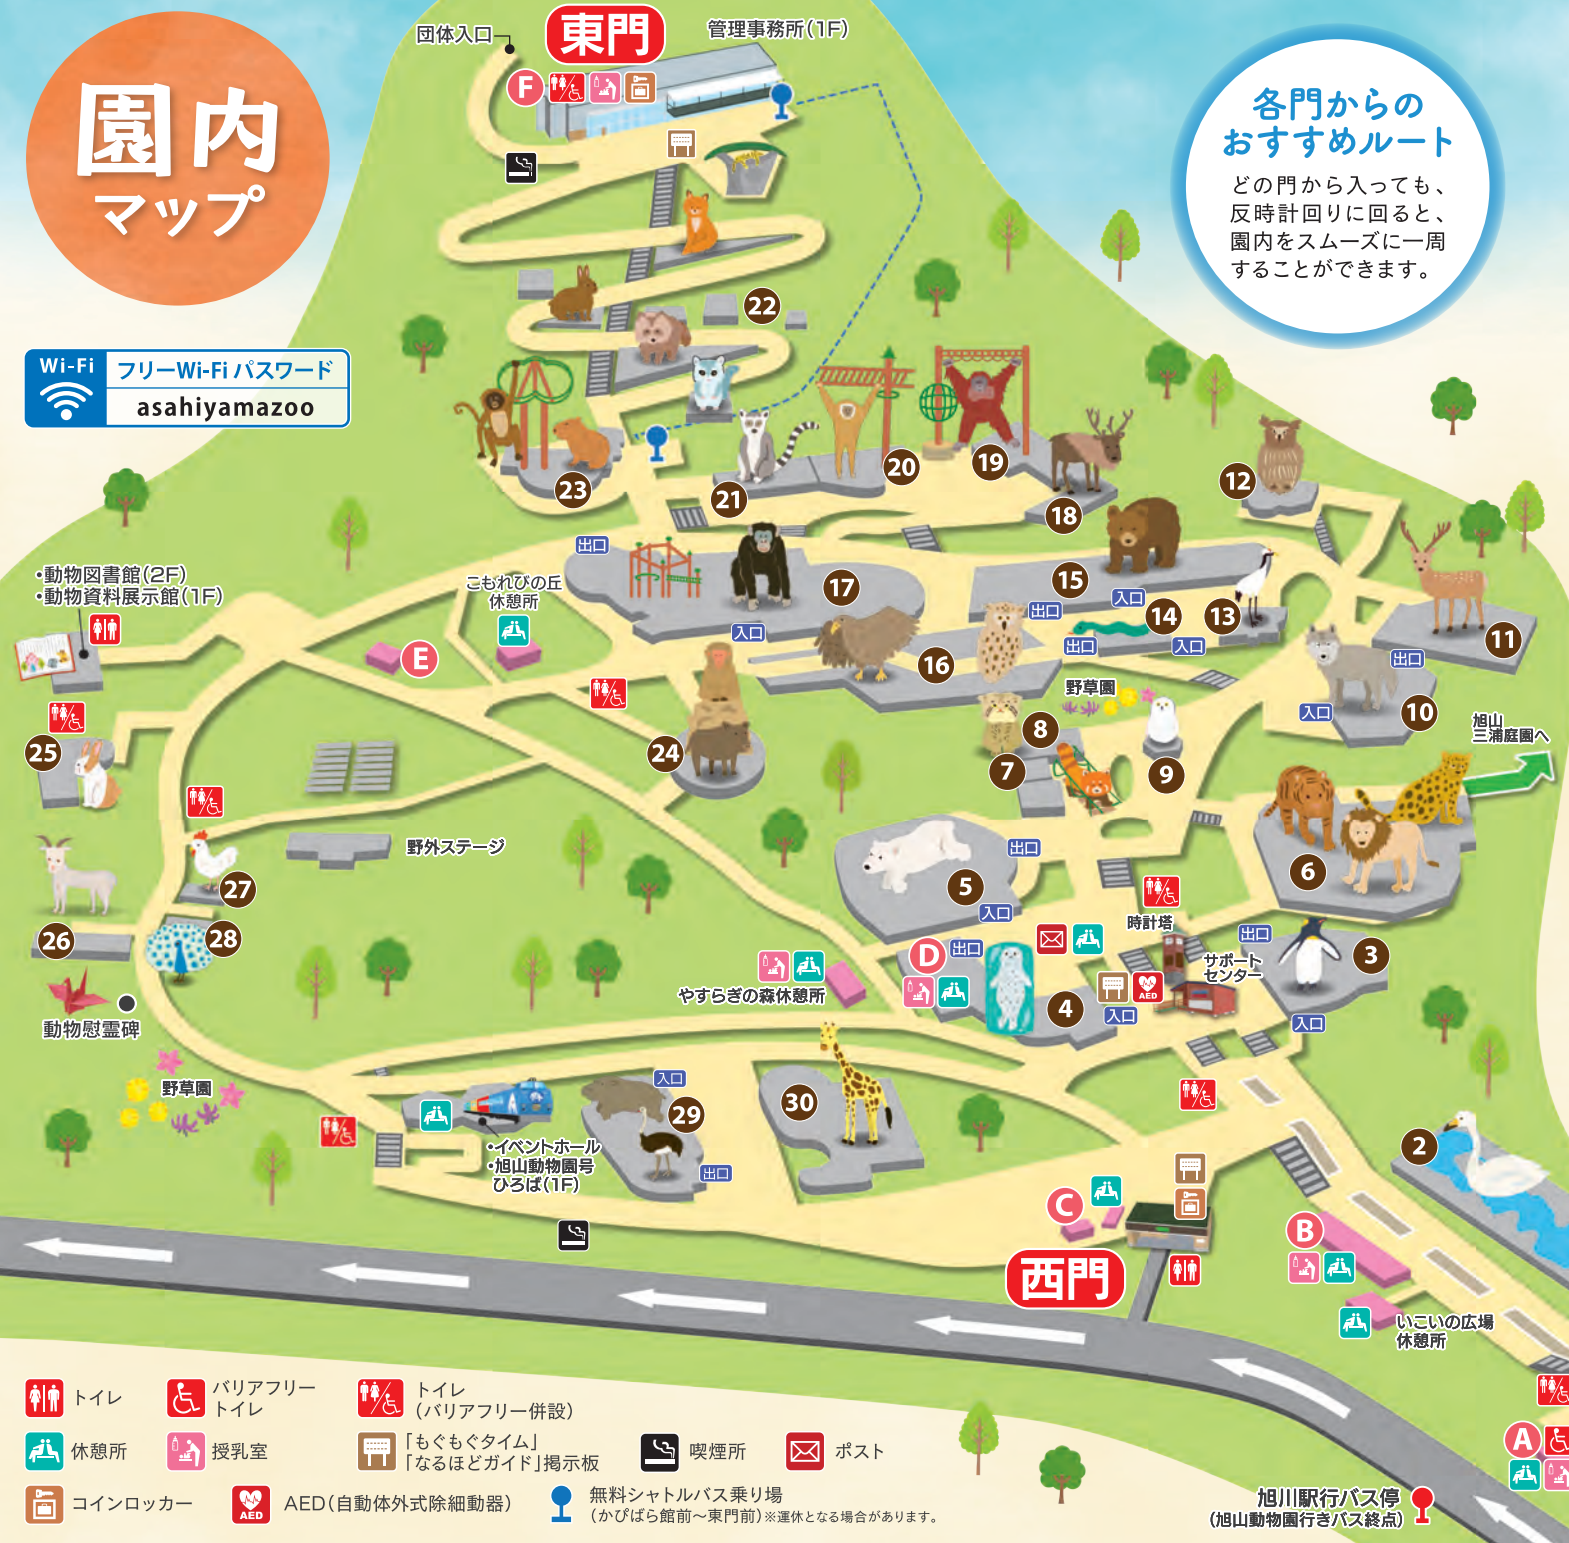 園内
マップ
団体入口
東門
管理事務所(1F)
F
各門からの
おすすめルート
どの門から入っても、
反時計回りに回ると、
園内をスムーズに一周
することができます。
Wi-Fi
フリーWi-Fi パスワード
asahiyamazoo
22
23
21
20
19
18
12
出口
17
入口
15
出口
入口
14
13
出口
入口
11
出口
10
入口
・動物図書館(2F)
・動物資料展示館(1F)
こもれびの丘
休憩所
E
16
野草園
旭山
三浦庭園へ
25
24
8
7
9
6
野外ステージ
27
26
28
5
出口
入口
時計塔
サポート
センター
出口
3
入口
動物慰霊碑
やすらぎの森休憩所
D
出口
4
入口
AED
野草園
・イベントホール
・旭山動物園号
ひろば(1F)
入口
29
出口
30
2
C
西門
B
いこいの広場
休憩所
A
旭川駅行バス停
(旭山動物園行きバス終点)
トイレ
バリアフリー
トイレ
トイレ
(バリアフリー併設)
休憩所
授乳室
「もぐもぐタイム」
「なるほどガイド」掲示板
喫煙所
ポスト
コインロッカー
AED
AED(自動体外式除細動器)
無料シャトルバス乗り場
(かぴばら館前〜東門前)※運休となる場合があります。